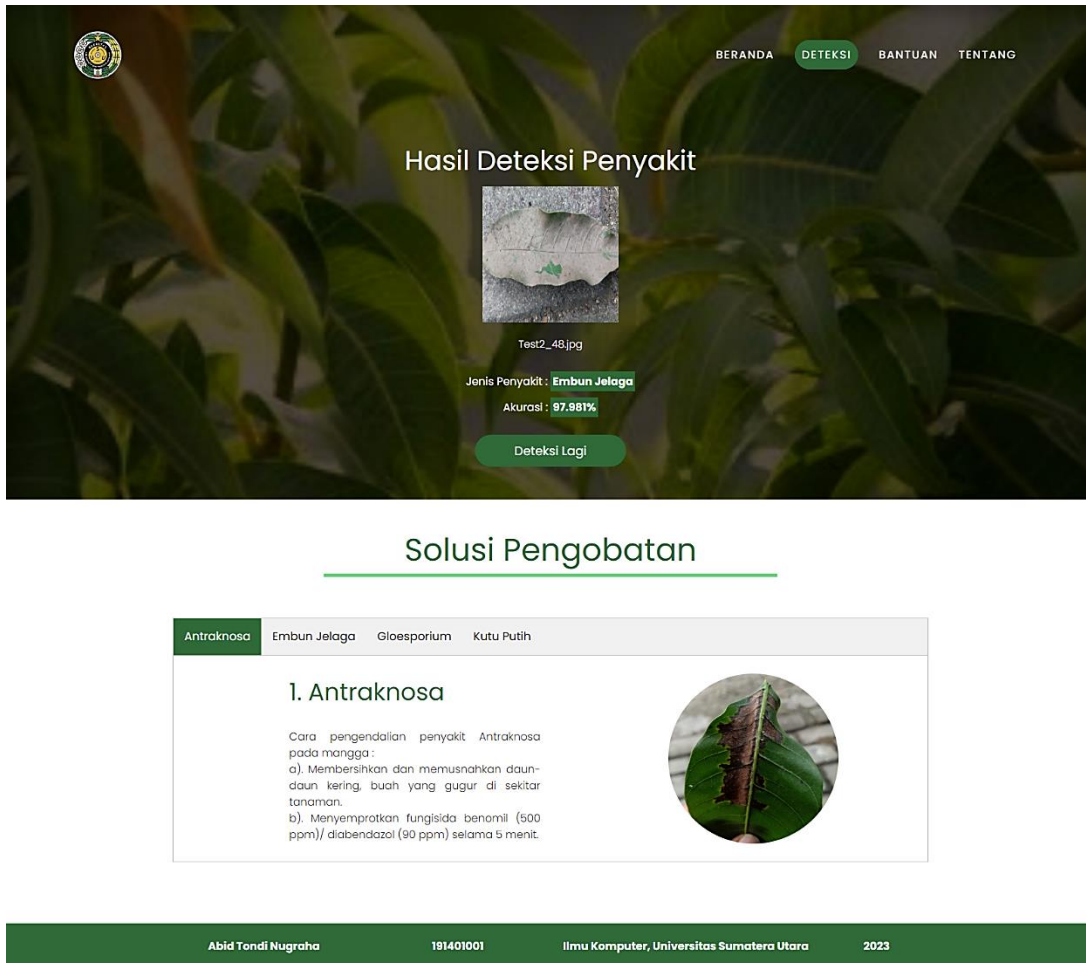 BERANDA DETEKSI BANTUAN TENTANG
Hasil Deteksi Penyakit
Test2_48.jpg
Jenis Penyakit : Embun Jelaga
Akurasi : 97.981%
Deteksi Lagi
Solusi Pengobatan
Antraknosa Embun Jelaga Gloesporium Kutu Putih
1. Antraknosa
Cara pengendalian penyakit Antraknosa
pada mangga :
a). Membersihkan dan memusnahkan daun-
daun kering, buah yang gugur di sekitar
tanaman.
b). Menyemprotkan fungisida benomil (500
ppm)/ diabendazol (90 ppm) selama 5 menit.
Abid Tondi Nugraha 191401001 Ilmu Komputer, Universitas Sumatera Utara 2023